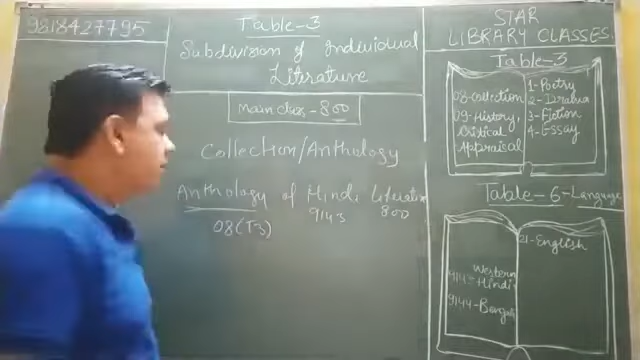 9818427795
Table-3
Subdivision of Individual
Literature
Main class - 800
Collection/Anthology
Anthology of Hindi Literature
9143 800
08(T3)
STAR
LIBRARY CLASSES
Table-3
08-Collection
09-History,
Critical
Appraisal
1-Poetry
2-Drama
3-Fiction
4-Essay
Table-6-Language
Western
9143-Hindi
9144-Bengali
21-English